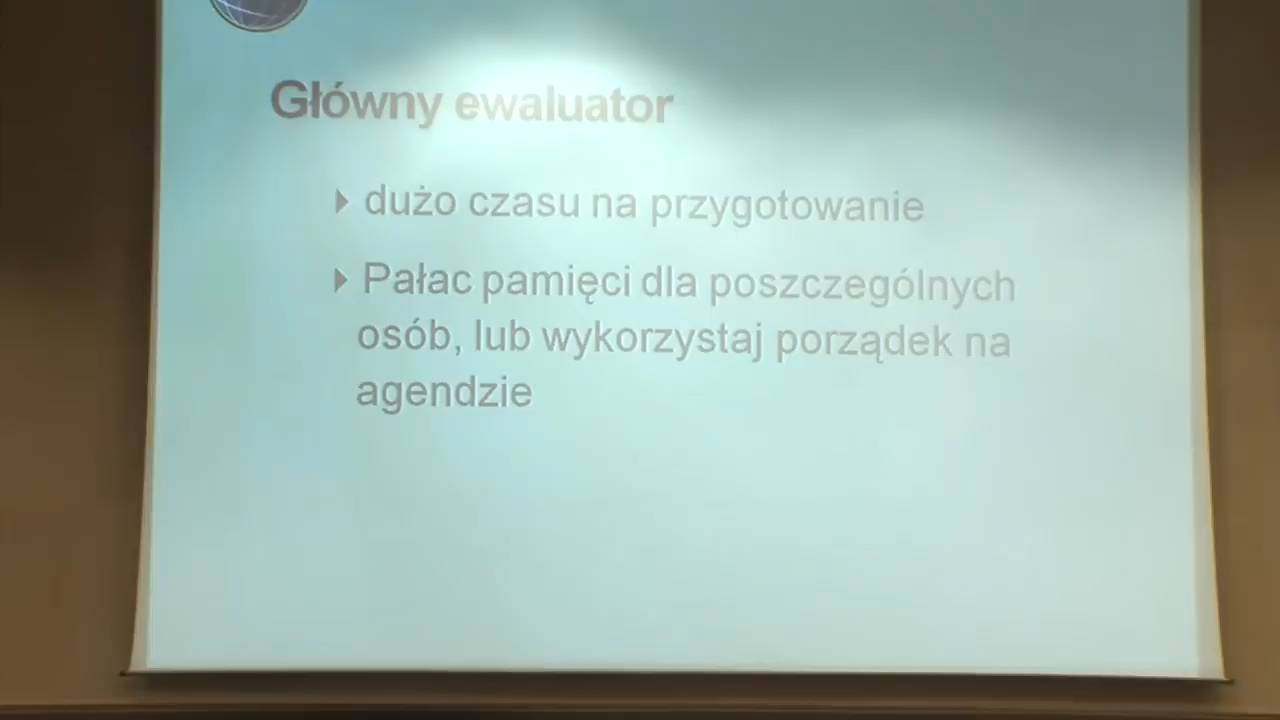 Główny ewaluator
dużo czasu na przygotowanie
Pałac pamięci dla poszczególnych
osób, lub wykorzystaj porządek na
agendzie